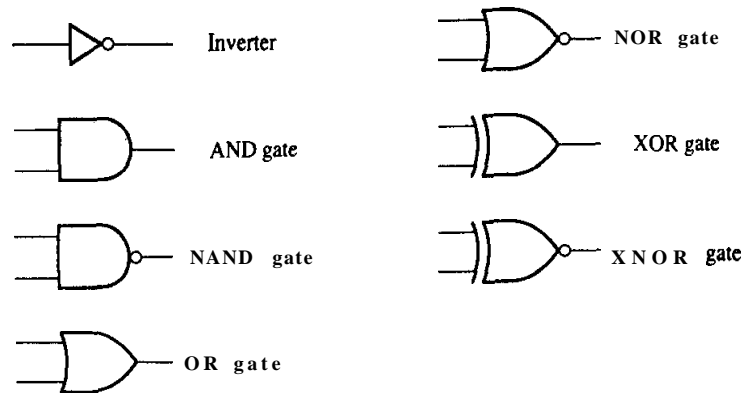 Inverter
AND gate
NAND gate
OR gate
NOR gate
XOR gate
XNOR gate